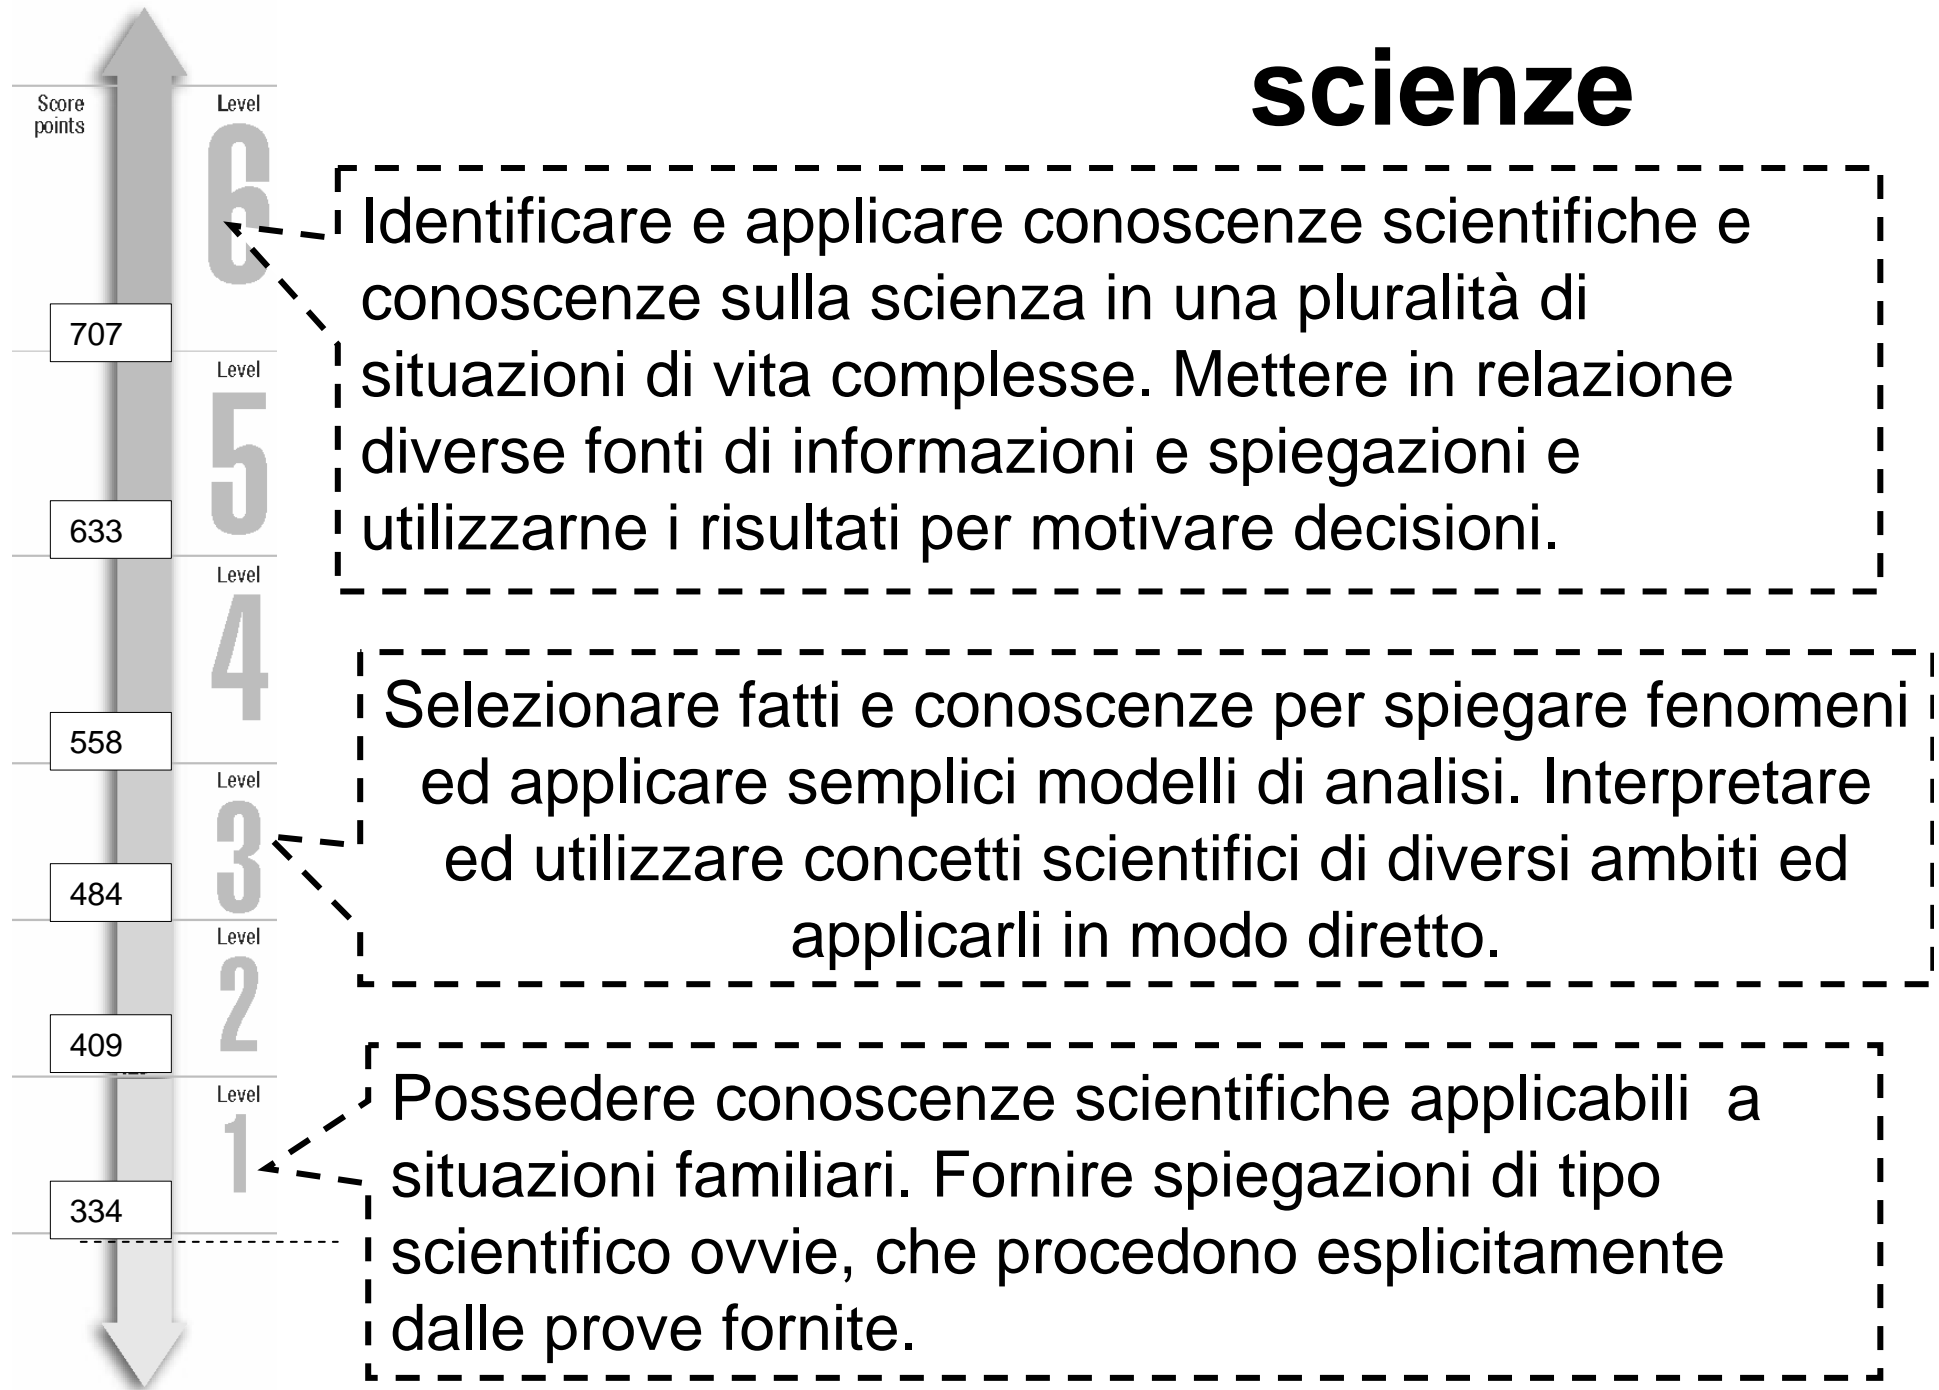 scienze
Score
points
Level
6
Identificare e applicare conoscenze scientifiche e
conoscenze sulla scienza in una pluralità di
situazioni di vita complesse. Mettere in relazione
diverse fonti di informazioni e spiegazioni e
utilizzarne i risultati per motivare decisioni.
707
Level
5
633
Level
4
558
Level
3
Selezionare fatti e conoscenze per spiegare fenomeni
ed applicare semplici modelli di analisi. Interpretare
ed utilizzare concetti scientifici di diversi ambiti ed
applicarli in modo diretto.
484
Level
2
409
Level
1
Possedere conoscenze scientifiche applicabili  a
situazioni familiari. Fornire spiegazioni di tipo
scientifico ovvie, che procedono esplicitamente
dalle prove fornite.
334